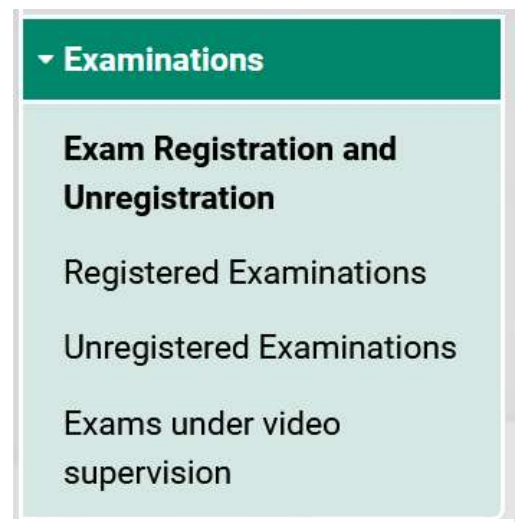 Examinations
Exam Registration and
Unregistration
Registered Examinations
Unregistered Examinations
Exams under video
supervision